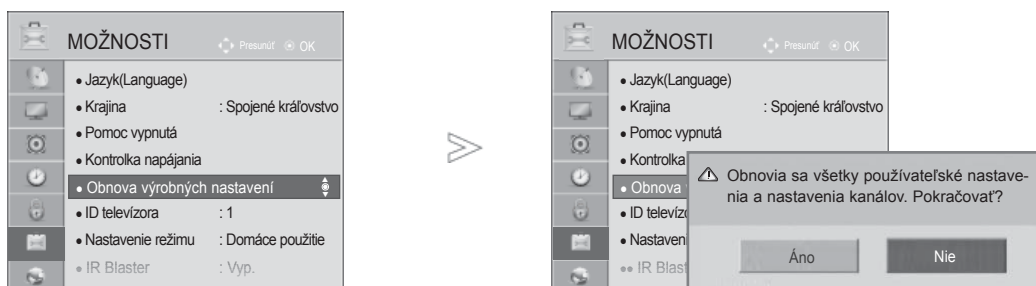 MOŽNOSTI
Presunúť OK
• Jazyk(Language)
• Krajina : Spojené kráľovstvo
• Pomoc vypnutá
• Kontrolka napájania
• Obnova výrobných nastavení
• ID televízora : 1
• Nastavenie režimu : Domáce použitie
• IR Blaster : Vyp.
MOŽNOSTI
Presunúť OK
• Jazyk(Language)
• Krajina : Spojené kráľovstvo
• Pomoc vypnutá
• Kontrolka
• Obnova
• ID televízo
• Nastaveni
•• IR Blast
Obnovia sa všetky používateľské nastave-
nia a nastavenia kanálov. Pokračovať?
Áno
Nie